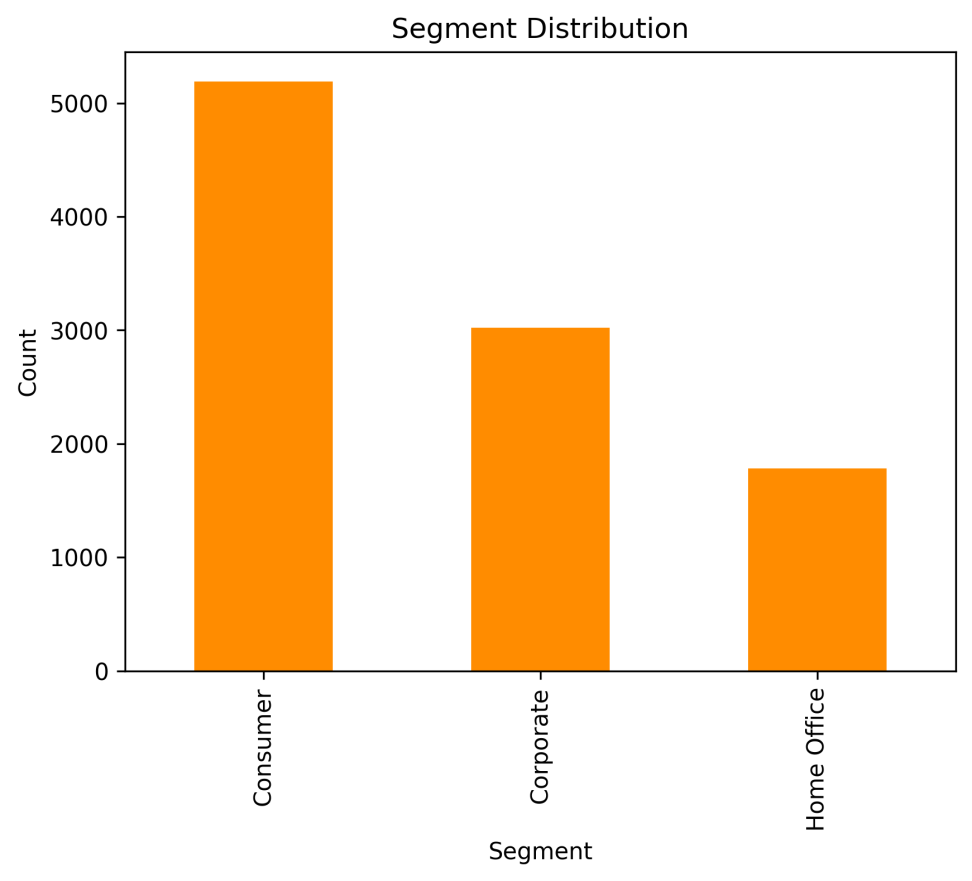 Segment Distribution
5000
4000
3000
2000
1000
0
Count
Consumer
Corporate
Home Office
Segment